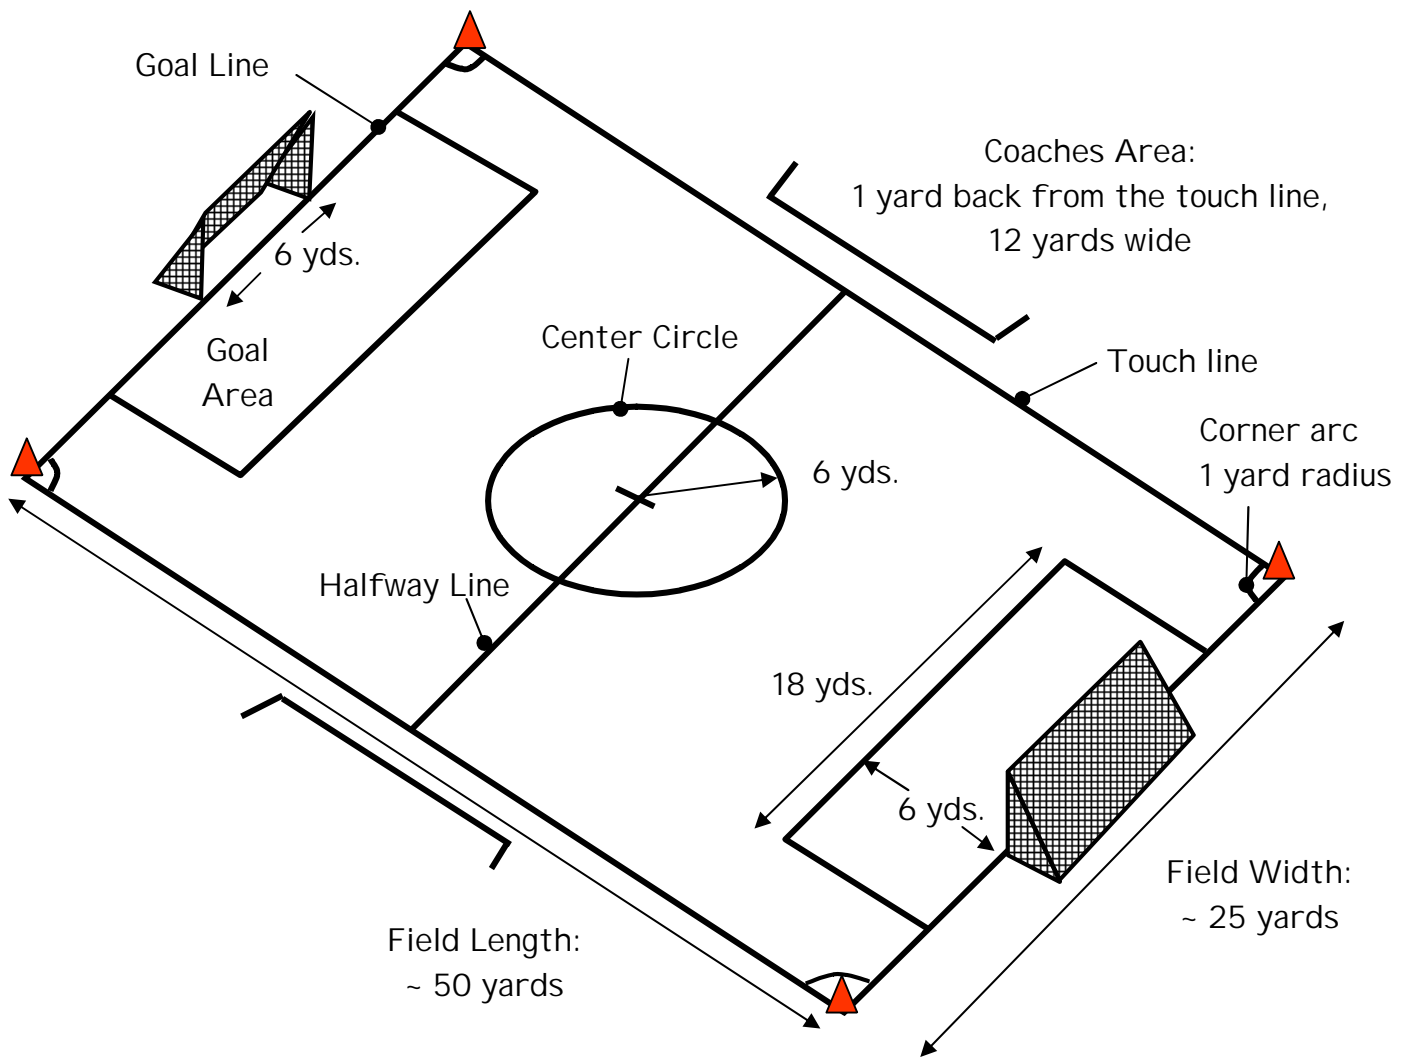 Goal Line
Coaches Area:
1 yard back from the touch line,
12 yards wide
6 yds.
Center Circle
Goal
Area
Touch line
Corner arc
1 yard radius
6 yds.
Halfway Line
18 yds.
6 yds.
Field Width:
~ 25 yards
Field Length:
~ 50 yards